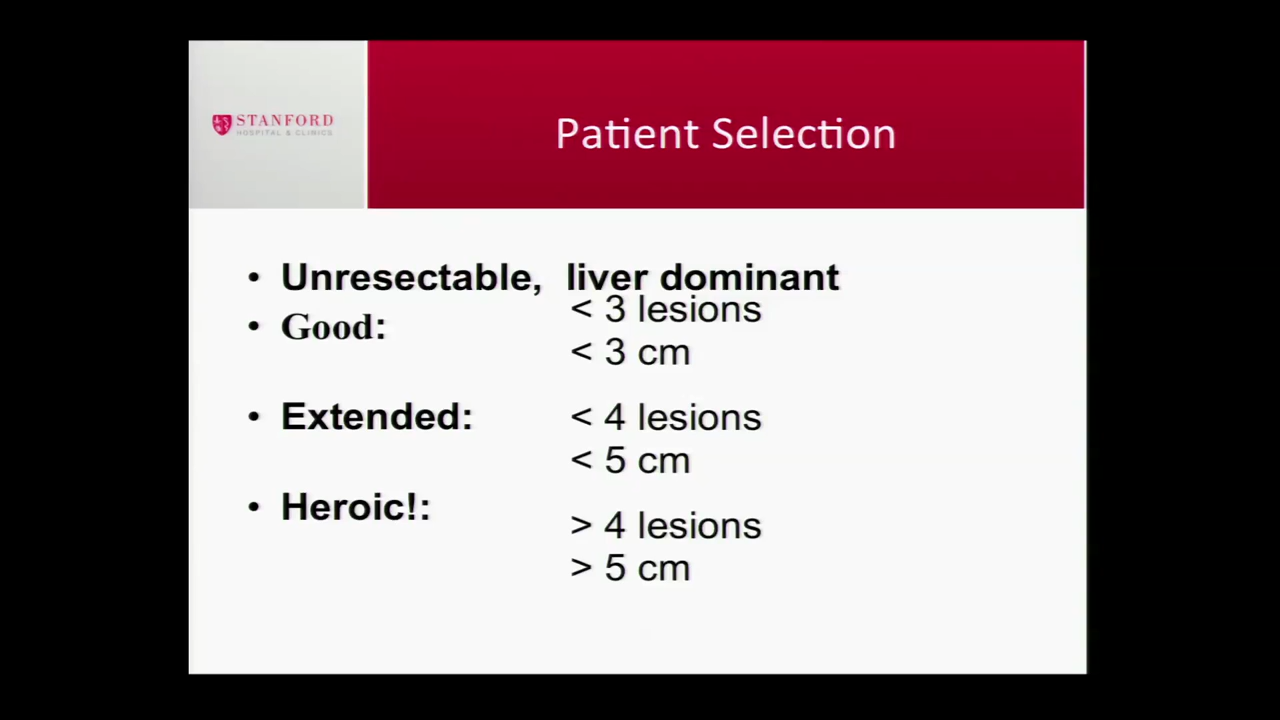 STANFORD
HOSPITAL & CLINICS
Patient Selection
• Unresectable, liver dominant
• Good: < 3 lesions
< 3 cm
• Extended: < 4 lesions
< 5 cm
• Heroic!: > 4 lesions
> 5 cm